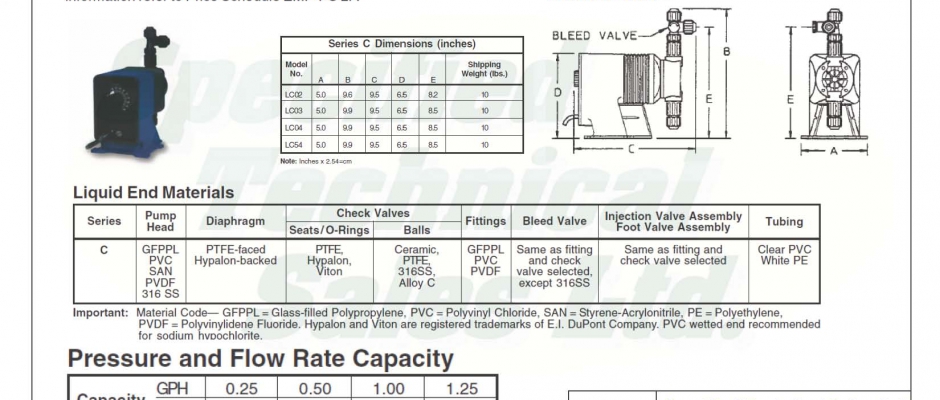 Series C Dimensions (inches)
Model No. A B C D E Shipping Weight (lbs.)
LC02 5.0 9.6 9.5 6.5 8.2 10
LC03 5.0 9.9 9.5 6.5 8.5 10
LC04 5.0 9.9 9.5 6.5 8.5 10
LC54 5.0 9.9 9.5 6.5 8.5 10
Note: Inches x 2.54=cm
BLEED VALVE
B
D
E
C
E
A
Specified
Technical
Sales Ltd.
Liquid End Materials
Series Pump Head Diaphragm Check Valves Fittings Bleed Valve Injection Valve Assembly Foot Valve Assembly Tubing
Seats/O-Rings Balls
C GFPPL PTFE-faced PTFE, Ceramic, GFPPL Same as fitting Same as fitting and Clear PVC
PVC Hypalon-backed Hypalon, PTFE, PVC and check check valve selected White PE
SAN Viton 316SS, PVDF valve selected,
PVDF Alloy C except 316SS
316 SS
Important: Material Code— GFPPL = Glass-filled Polypropylene, PVC = Polyvinyl Chloride, SAN = Styrene-Acrylonitrile, PE = Polyethylene,
PVDF = Polyvinylidene Fluoride. Hypalon and Viton are registered trademarks of E.I. DuPont Company. PVC wetted end recommended
for sodium hypochlorite.
Pressure and Flow Rate Capacity
Capacity GPH 0.25 0.50 1.00 1.25